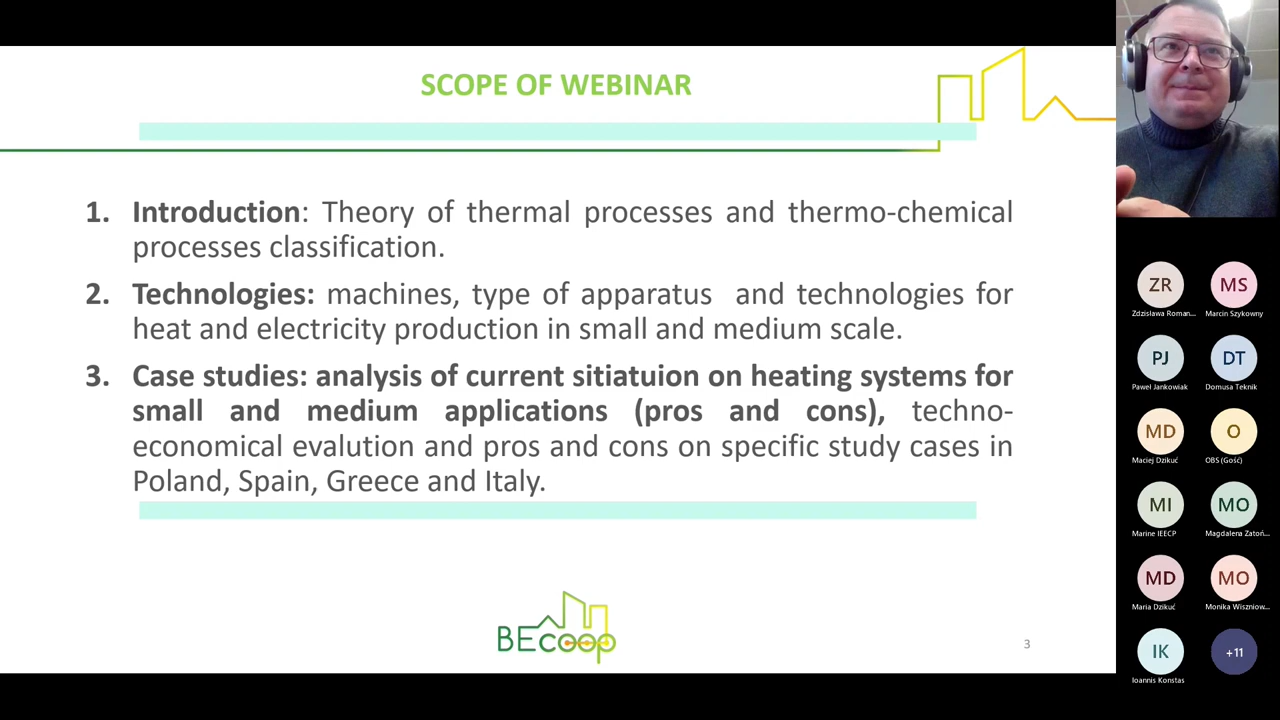 SCOPE OF WEBINAR
1. Introduction: Theory of thermal processes and thermo-chemical
processes classification.
2. Technologies: machines, type of apparatus and technologies for
heat and electricity production in small and medium scale.
3. Case studies: analysis of current sitiatuion on heating systems for
small and medium applications (pros and cons), techno-
economical evalution and pros and cons on specific study cases in
Poland, Spain, Greece and Italy.
BECOOP
3
ZR
MS
Zdzisława Roman...
Marcin Szykowny
PJ
DT
Paweł Jankowiak
Domusa Teknik
MD
O
Maciej Dzikuć
OBS (Gość)
MI
MO
Marine IEECP
Magdalena Zatoń...
MD
MO
Maria Dzikuć
Monika Wiszniow...
IK
+11
Ioannis Konstas